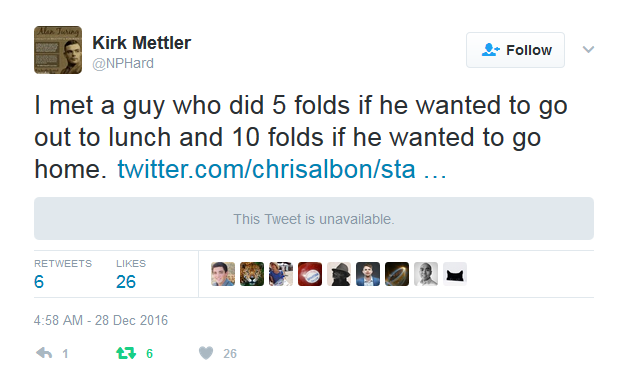 Alan Turing
Kirk Mettler
@NPHard
Follow
I met a guy who did 5 folds if he wanted to go
out to lunch and 10 folds if he wanted to go
home. twitter.com/chrisalbon/sta …
This Tweet is unavailable.
RETWEETS LIKES
6 26
4:58 AM - 28 Dec 2016
1 6 26